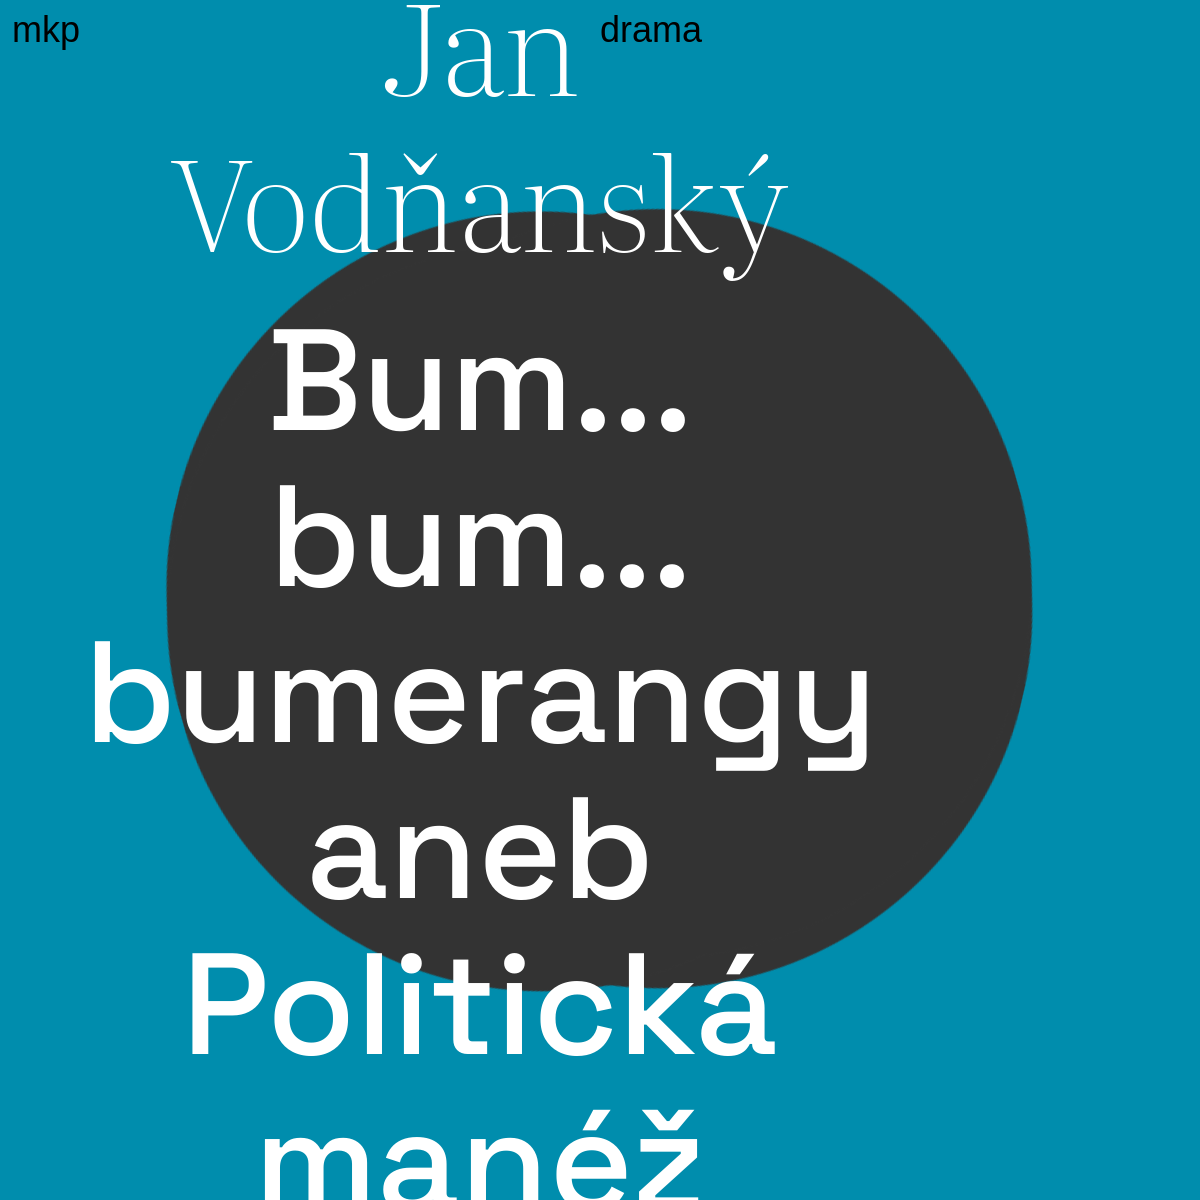 mkp
drama
Jan
Vodňanský
Bum...
bum...
bumerangy
aneb
Politická
manéž